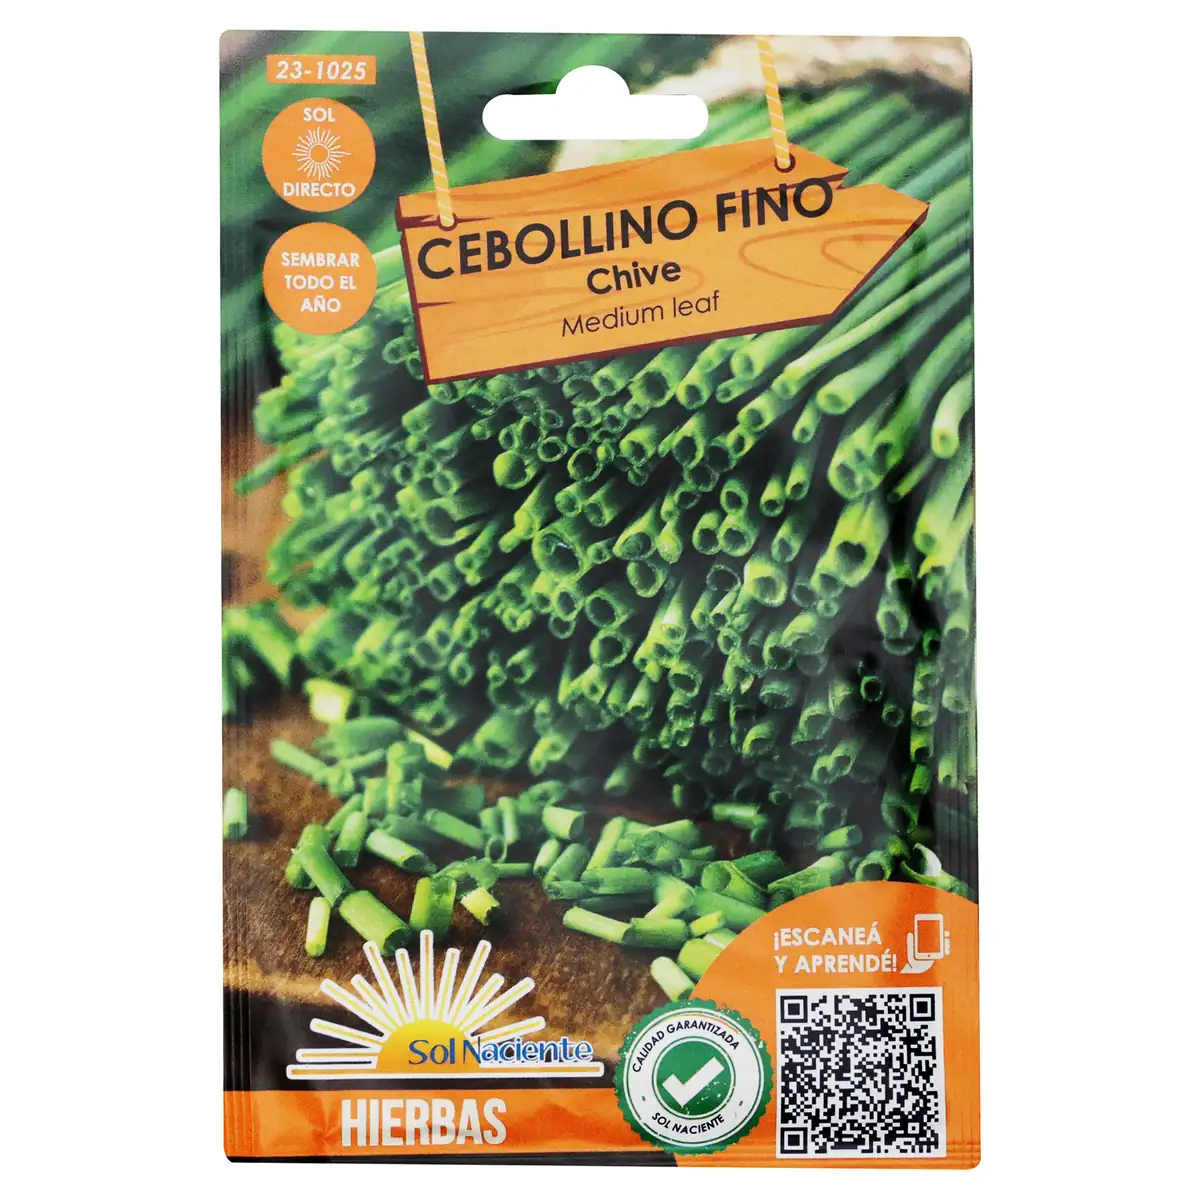 23-1025
SOL
DIRECTO
SEMBRAR
TODO EL
AÑO
CEBOLLINO FINO
Chive
Medium leaf
¡ESCANEÁ
Y APRENDÉ!
Sol Naciente
CALIDAD GARANTIZADA
SOL NACIENTE
HIERBAS